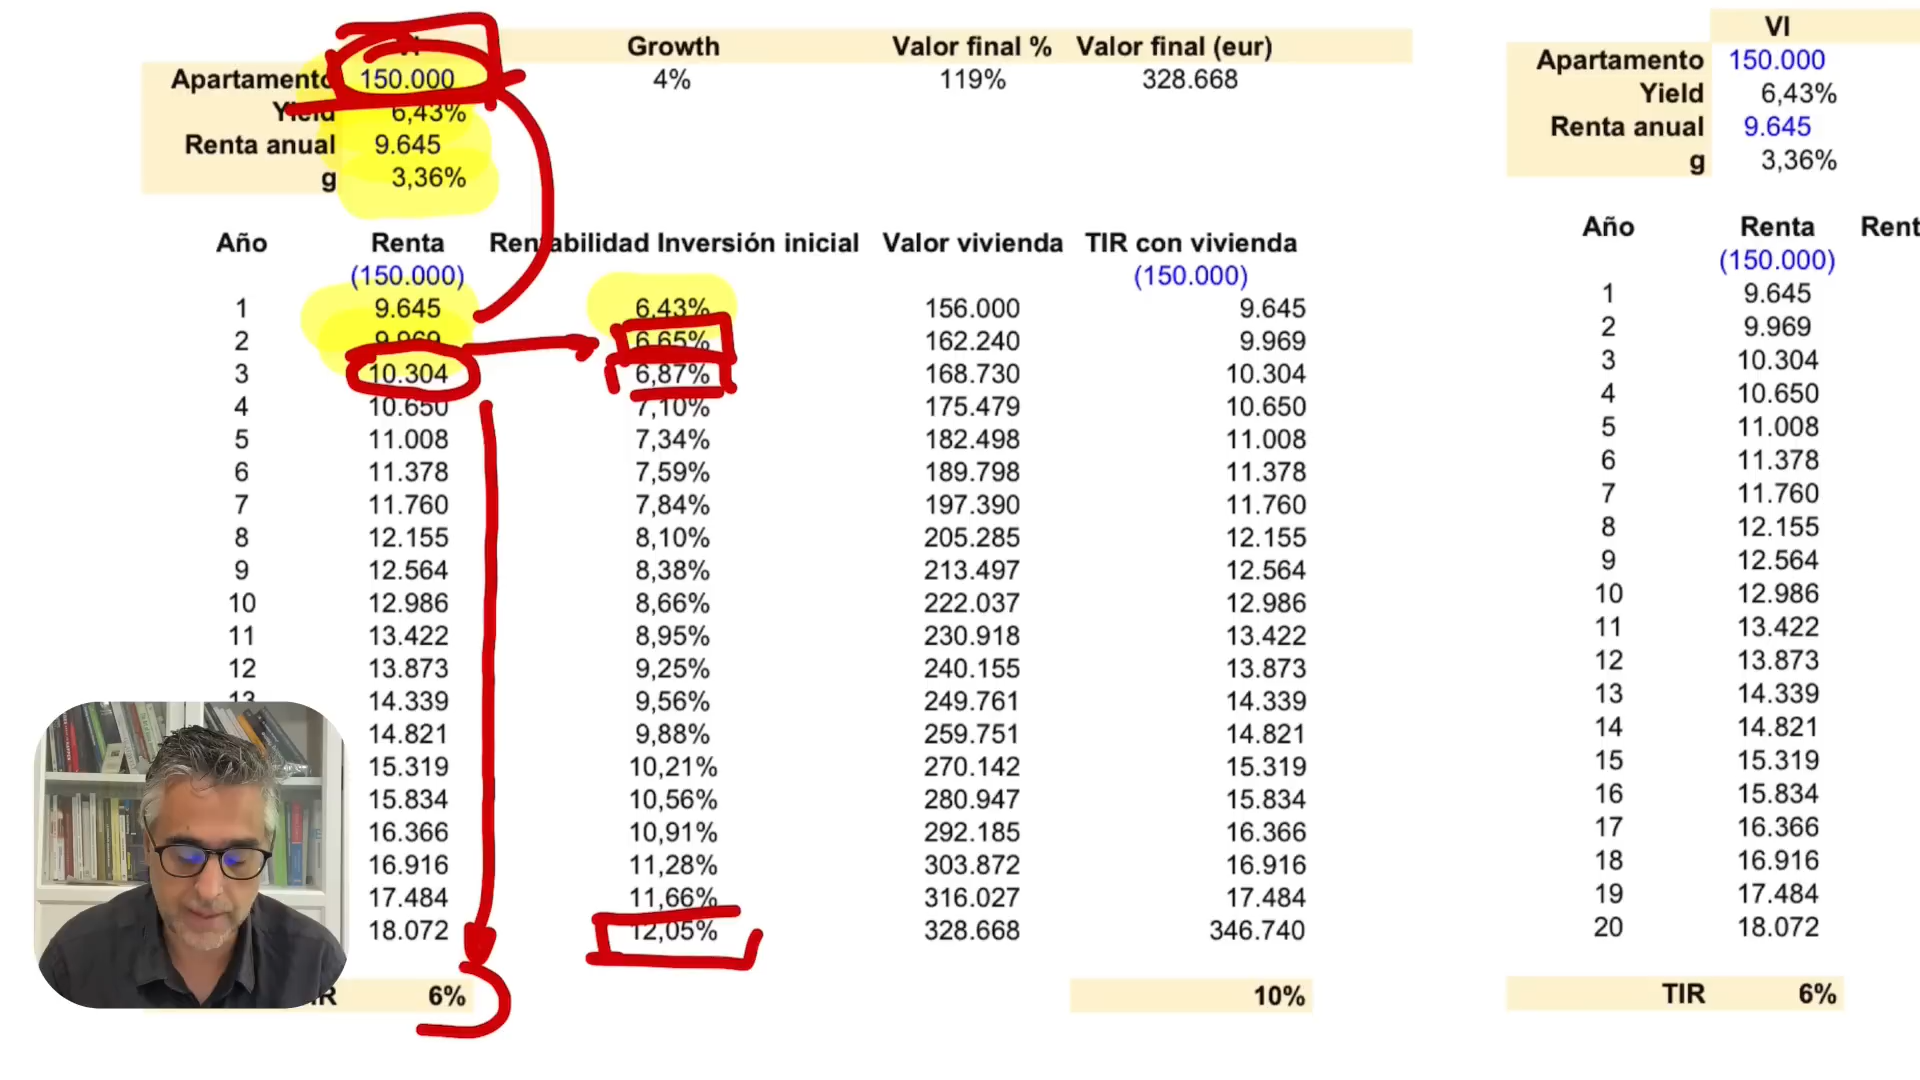 Growth Valor final % Valor final (eur)
Apartamento 150.000 4% 119% 328.668
Yield 6,43%
Renta anual 9.645
g 3,36%
Año Renta Rentabilidad Inversión inicial Valor vivienda TIR con vivienda
(150.000) (150.000)
1 9.645 6,43% 156.000 9.645
2 9.969 6,65% 162.240 9.969
3 10.304 6,87% 168.730 10.304
4 10.650 7,10% 175.479 10.650
5 11.008 7,34% 182.498 11.008
6 11.378 7,59% 189.798 11.378
7 11.760 7,84% 197.390 11.760
8 12.155 8,10% 205.285 12.155
9 12.564 8,38% 213.497 12.564
10 12.986 8,66% 222.037 12.986
11 13.422 8,95% 230.918 13.422
12 13.873 9,25% 240.155 13.873
13 14.339 9,56% 249.761 14.339
14.821 9,88% 259.751 14.821
15.319 10,21% 270.142 15.319
15.834 10,56% 280.947 15.834
16.366 10,91% 292.185 16.366
16.916 11,28% 303.872 16.916
17.484 11,66% 316.027 17.484
18.072 12,05% 328.668 346.740
IR 6% 10%
VI
Apartamento 150.000
Yield 6,43%
Renta anual 9.645
g 3,36%
Año Renta Rent
(150.000)
1 9.645
2 9.969
3 10.304
4 10.650
5 11.008
6 11.378
7 11.760
8 12.155
9 12.564
10 12.986
11 13.422
12 13.873
13 14.339
14 14.821
15 15.319
16 15.834
17 16.366
18 16.916
19 17.484
20 18.072
TIR 6%